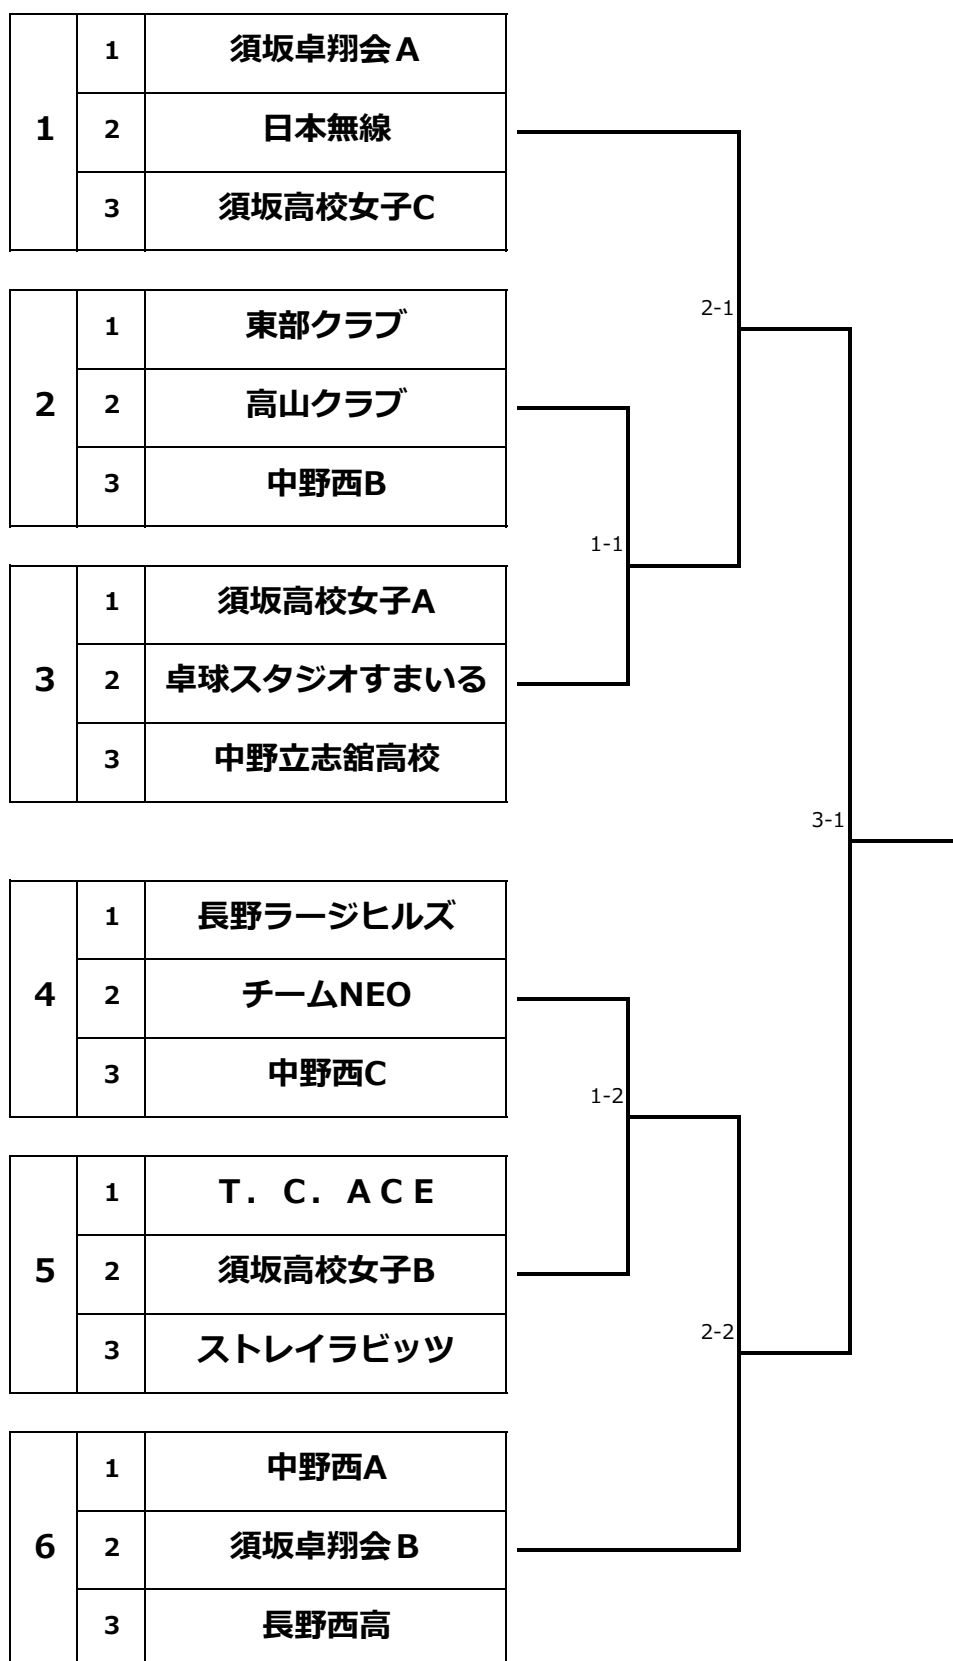 1 須坂卓翔会A
1 2 日本無線
3 須坂高校女子C
2-1
1 東部クラブ
2 2 高山クラブ
3 中野西B
1-1
1 須坂高校女子A
3 2 卓球スタジオすまいる
3 中野立志舘高校
3-1
1 長野ラージヒルズ
4 2 チームNEO
3 中野西C
1-2
1 T．C．ACE
5 2 須坂高校女子B
3 ストレイラビッツ
2-2
1 中野西A
6 2 須坂卓翔会B
3 長野西高